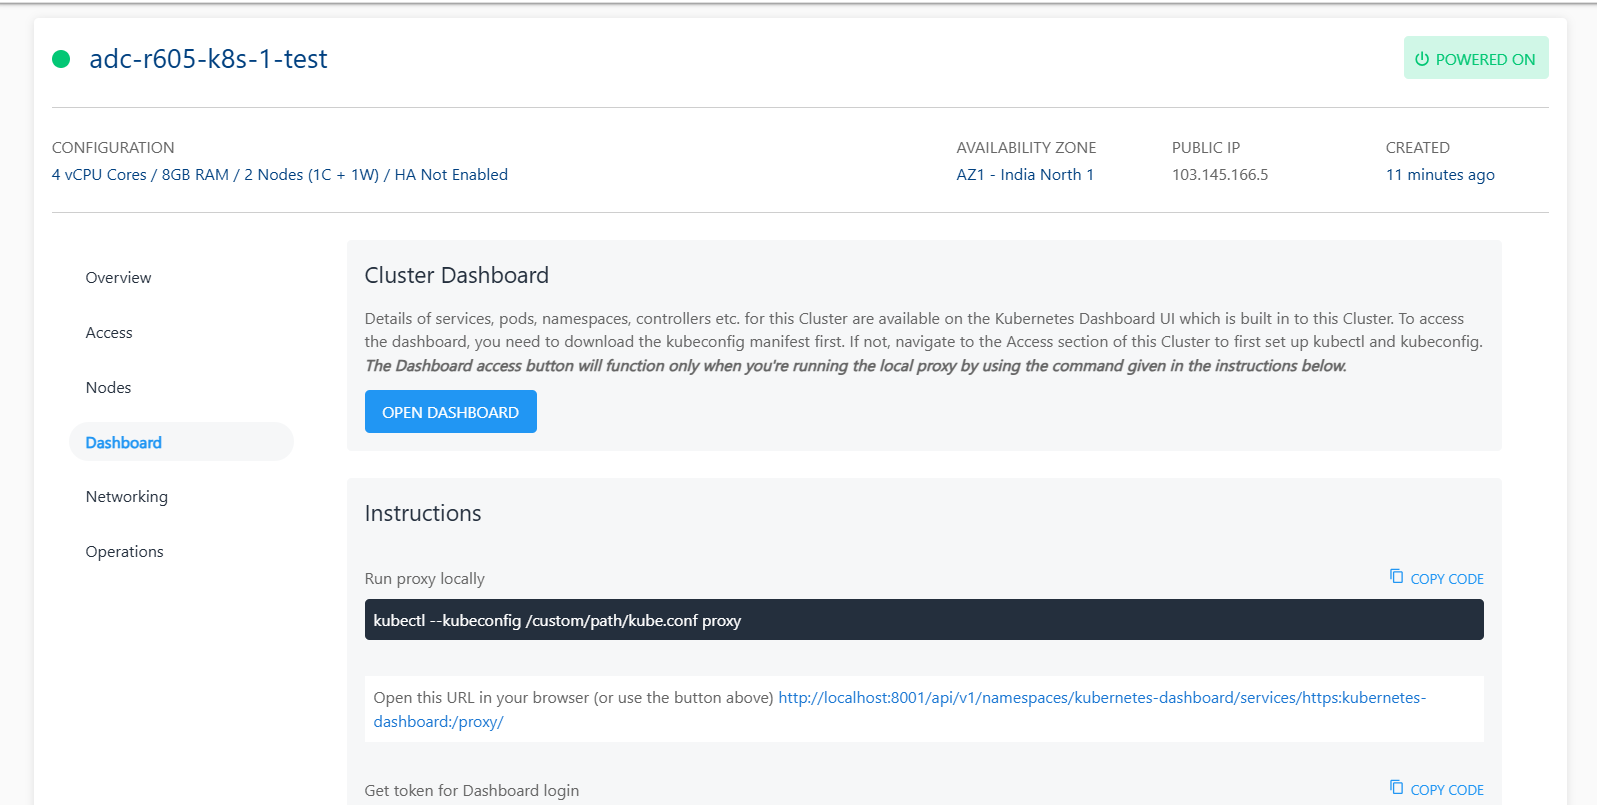 adc-r605-k8s-1-test
POWERED ON
CONFIGURATION
4 vCPU Cores / 8GB RAM / 2 Nodes (1C + 1W) / HA Not Enabled
AVAILABILITY ZONE
AZ1 - India North 1
PUBLIC IP
103.145.166.5
CREATED
11 minutes ago
Overview
Access
Nodes
Dashboard
Networking
Operations
Cluster Dashboard
Details of services, pods, namespaces, controllers etc. for this Cluster are available on the Kubernetes Dashboard UI which is built in to this Cluster. To access
the dashboard, you need to download the kubeconfig manifest first. If not, navigate to the Access section of this Cluster to first set up kubectl and kubeconfig.
The Dashboard access button will function only when you're running the local proxy by using the command given in the instructions below.
OPEN DASHBOARD
Instructions
Run proxy locally
COPY CODE
kubectl --kubeconfig /custom/path/kube.conf proxy
Open this URL in your browser (or use the button above) http://localhost:8001/api/v1/namespaces/kubernetes-dashboard/services/https:kubernetes-
dashboard:/proxy/
Get token for Dashboard login
COPY CODE